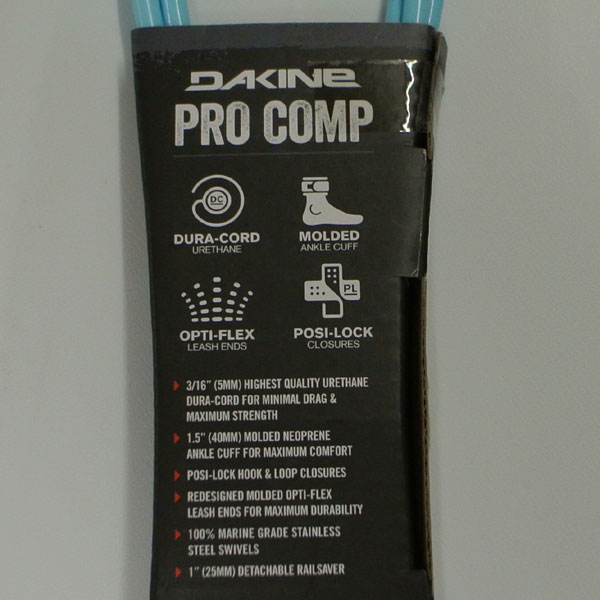 DAKINE
PRO COMP
DC
DURA-CORD
URETHANE
MOLDED
ANKLE CUFF
PL
OPTI-FLEX
LEASH ENDS
POSI-LOCK
CLOSURES
3/16" (5MM) HIGHEST QUALITY URETHANE
DURA-CORD FOR MINIMAL DRAG &
MAXIMUM STRENGTH
1.5" (40MM) MOLDED NEOPRENE
ANKLE CUFF FOR MAXIMUM COMFORT
POSI-LOCK HOOK & LOOP CLOSURES
REDESIGNED MOLDED OPTI-FLEX
LEASH ENDS FOR MAXIMUM DURABILITY
100% MARINE GRADE STAINLESS
STEEL SWIVELS
1" (25MM) DETACHABLE RAILSAVER